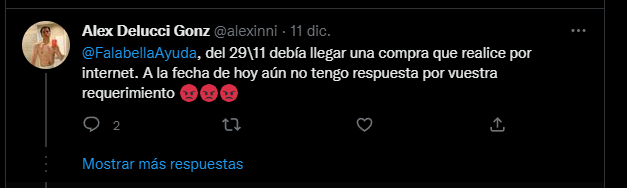 Alex Delucci Gonz @alexinni · 11 dic.
@FalabellaAyuda, del 29\11 debía llegar una compra que realice por
internet. A la fecha de hoy aún no tengo respuesta por vuestra
requerimiento 😡😡😡
2
Mostrar más respuestas